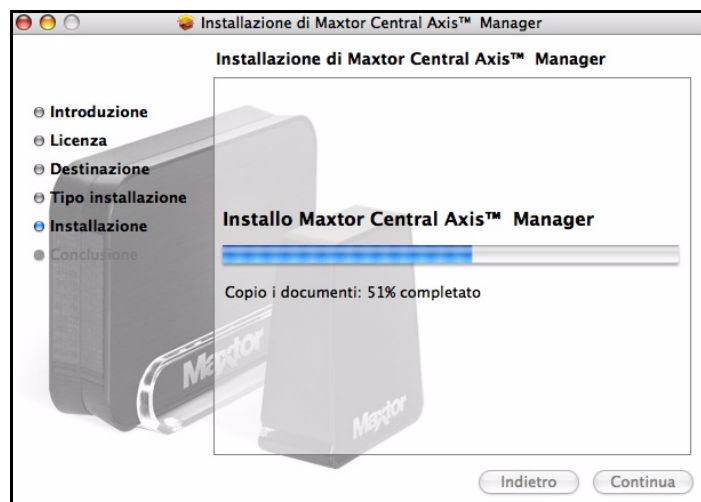 Installazione di Maxtor Central Axis™ Manager
Installazione di Maxtor Central Axis™ Manager
Introduzione
Licenza
Destinazione
Tipo installazione
Installazione
Conclusione
Installo Maxtor Central Axis™ Manager
Copio i documenti: 51% completato
Maxtor
Maxtor
Indietro
Continua